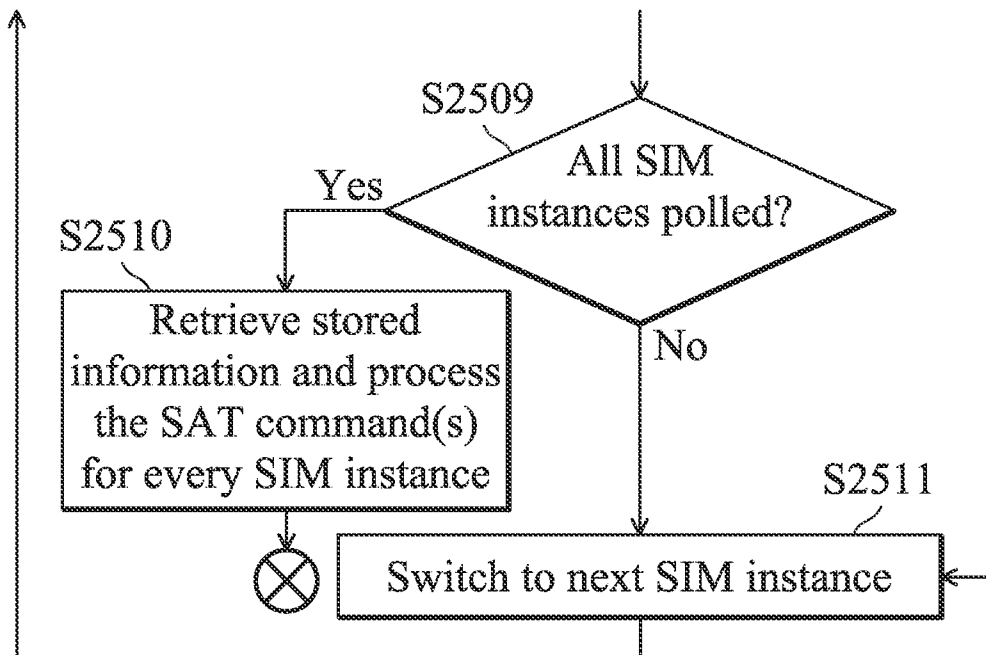 S2509
All SIM
instances polled?
Yes
S2510
Retrieve stored
information and process
the SAT command(s)
for every SIM instance
No
S2511
Switch to next SIM instance